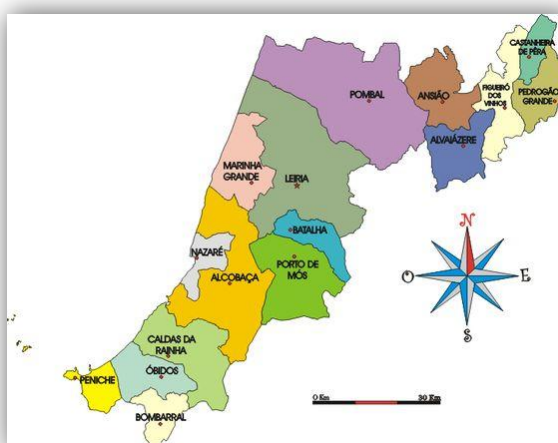 CASTANHEIRA
DE PÊRA
POMBAL
ANSIÃO
FIGUEIRÓ
DOS
VINHOS
PEDROGÃO
GRANDE
ALVAIÁZERE
MARINHA
GRANDE
LEIRIA
BATALHA
NAZARÉ
PORTO DE
MÓS
ALCOBAÇA
N
O
E
S
CALDAS DA
RAINHA
ÓBIDOS
PENICHE
BOMBARRAL
0 Km
30 Km